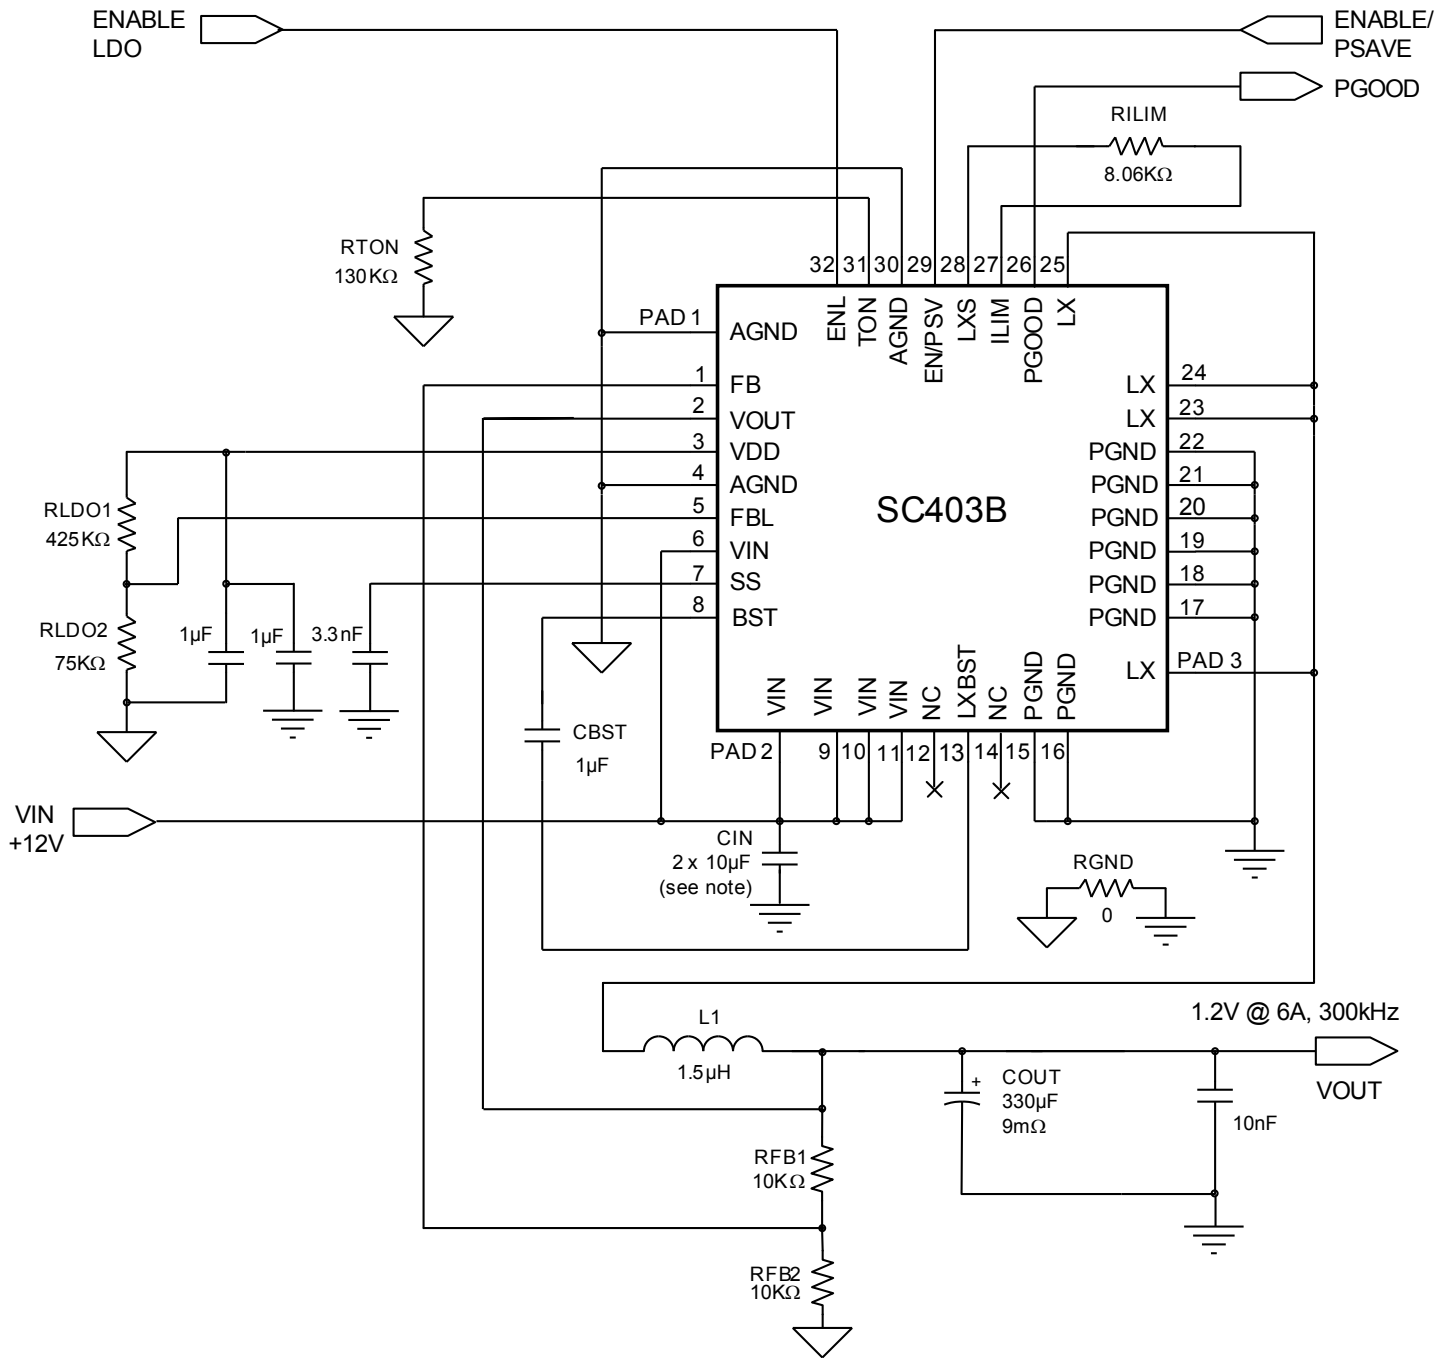 ENABLE
LDO
ENABLE/
PSAVE
PGOOD
RILIM
8.06KΩ
RTON
130KΩ
32 31 30 29 28 27 26 25
ENL
TON
AGND
EN/PSV
LXS
ILIM
PGOOD
LX
PAD 1 AGND
1 FB
2 VOUT
3 VDD
4 AGND
5 FBL
6 VIN
7 SS
8 BST
SC403B
LX 24
LX 23
PGND 22
PGND 21
PGND 20
PGND 19
PGND 18
PGND 17
LX PAD 3
RLDO1
425KΩ
RLDO2
75KΩ
1µF
1µF
3.3nF
VIN
VIN
VIN
VIN
NC
LXBST
NC
PGND
PGND
PAD 2 9 10 11 12 13 14 15 16
CBST
1µF
VIN
+12V
CIN
2 x 10µF
(see note)
RGND
0
1.2V @ 6A, 300kHz
L1
1.5µH
+
COUT
330µF
9mΩ
10nF
VOUT
RFB1
10KΩ
RFB2
10KΩ